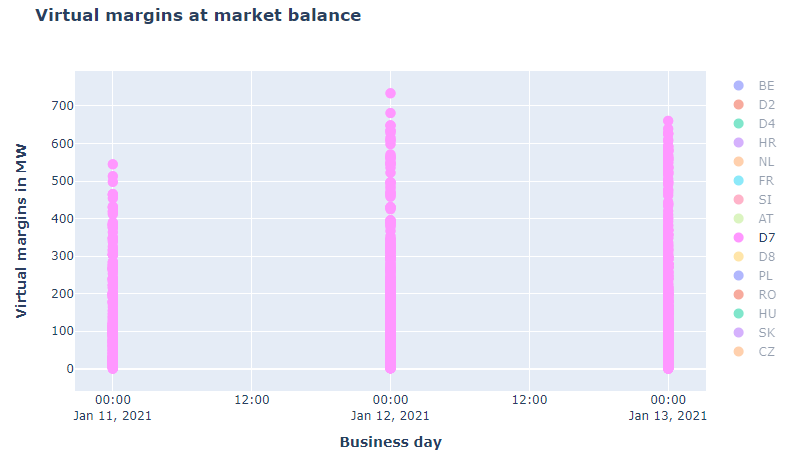 Virtual margins at market balance
Virtual margins in MW
700
600
500
400
300
200
100
0
00:00
Jan 11, 2021
12:00
00:00
Jan 12, 2021
12:00
00:00
Jan 13, 2021
Business day
BE
D2
D4
HR
NL
FR
SI
AT
D7
D8
PL
RO
HU
SK
CZ